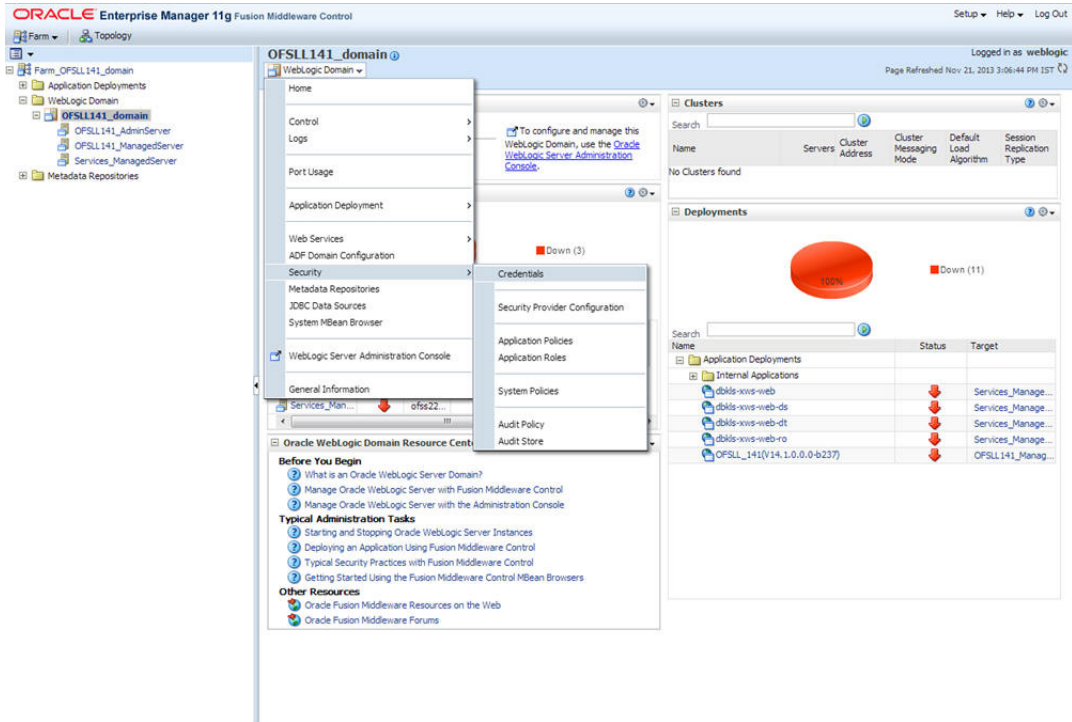 ORACLE Enterprise Manager 11g Fusion Middleware Control
Setup Help Log Out
Farm Topology
Farm_OFSLL141_domain
Application Deployments
WebLogic Domain
OFSLL141_domain
OFSLL141_AdminServer
OFSLL141_ManagedServer
Services_ManagedServer
Metadata Repositories
OFSLL141_domain
Logged in as weblogic
WebLogic Domain
Page Refreshed Nov 21, 2013 3:06:44 PM IST
Home
Control
Logs
Port Usage
Application Deployment
Web Services
ADF Domain Configuration
Security
Metadata Repositories
JDBC Data Sources
System MBean Browser
WebLogic Server Administration Console
General Information
Credentials
Security Provider Configuration
Application Policies
Application Roles
System Policies
Audit Policy
Audit Store
To configure and manage this
WebLogic Domain, use the Oracle
WebLogic Server Administration
Console.
Down (3)
Services_Man... ofss22...
Oracle WebLogic Domain Resource
Before You Begin
What is an Oracle WebLogic Server Domain?
Manage Oracle WebLogic Server with Fusion Middleware Control
Manage Oracle WebLogic Server with the Administration Console
Typical Administration Tasks
Starting and Stopping Oracle WebLogic Server Instances
Deploying an Application Using Fusion Middleware Control
Typical Security Practices with Fusion Middleware Control
Getting Started Using the Fusion Middleware Control MBean Browsers
Other Resources
Oracle Fusion Middleware Resources on the Web
Oracle Fusion Middleware Forums
Clusters
Search
Name Servers Cluster Address Cluster Messaging Mode Default Load Algorithm Session Replication Type
No Clusters found
Deployments
100%
Down (11)
Search
Name Status Target
Application Deployments
Internal Applications
dbkls-xws-web Services_Manage...
dbkls-xws-web-ds Services_Manage...
dbkls-xws-web-dt Services_Manage...
dbkls-xws-web-ro Services_Manage...
OFSLL_141(V14.1.0.0.0-b237) OFSLL141_Manag...